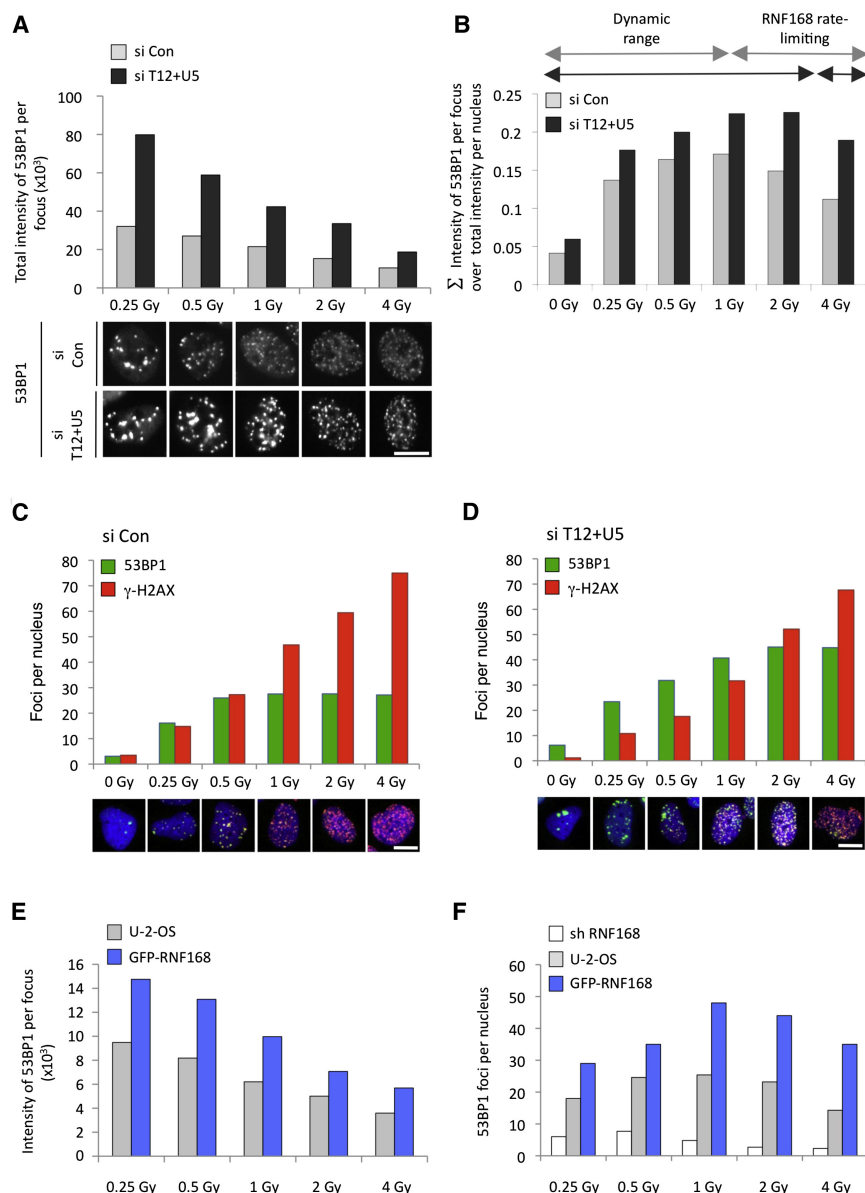 A
si Con
si T12+U5
Total intensity of 53BP1 per
focus (x10³)
100
80
60
40
20
0
0.25 Gy 0.5 Gy 1 Gy 2 Gy 4 Gy
53BP1
si
Con
si
T12+U5
B
Dynamic
range
RNF168 rate-
limiting
si Con
si T12+U5
Σ Intensity of 53BP1 per focus
over total intensity per nucleus
0.25
0.2
0.15
0.1
0.05
0
0 Gy 0.25 Gy 0.5 Gy 1 Gy 2 Gy 4 Gy
C
si Con
53BP1
γ-H2AX
Foci per nucleus
80
70
60
50
40
30
20
10
0
0 Gy 0.25 Gy 0.5 Gy 1 Gy 2 Gy 4 Gy
D
si T12+U5
53BP1
γ-H2AX
Foci per nucleus
80
70
60
50
40
30
20
10
0
0 Gy 0.25 Gy 0.5 Gy 1 Gy 2 Gy 4 Gy
E
U-2-OS
GFP-RNF168
Intensity of 53BP1 per focus
(x10³)
16
14
12
10
8
6
4
2
0
0.25 Gy 0.5 Gy 1 Gy 2 Gy 4 Gy
F
sh RNF168
U-2-OS
GFP-RNF168
53BP1 foci per nucleus
60
50
40
30
20
10
0
0.25 Gy 0.5 Gy 1 Gy 2 Gy 4 Gy